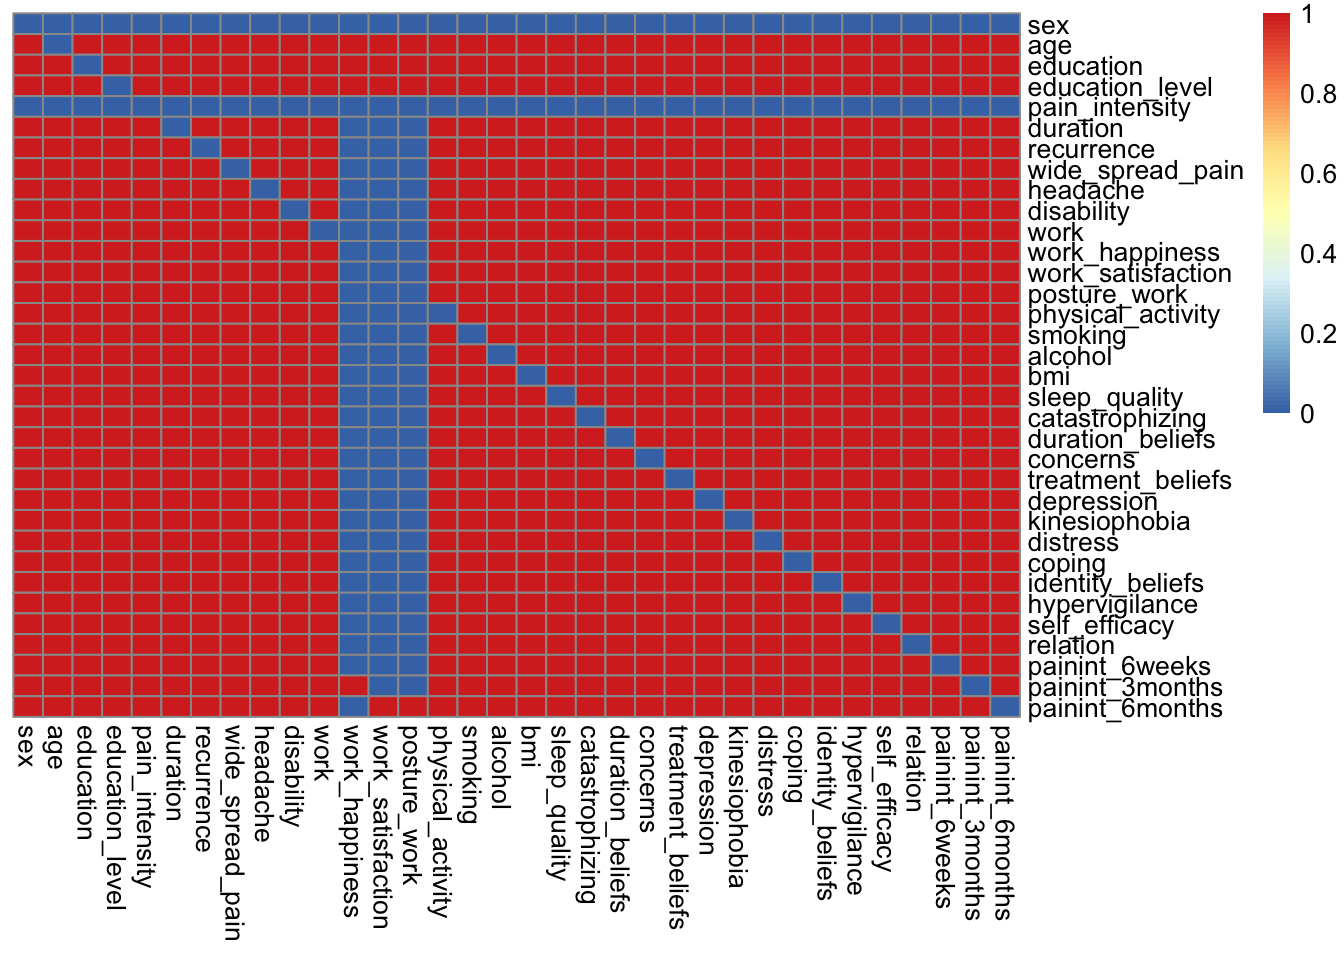 sex
age
education
education_level
pain_intensity
duration
recurrence
wide_spread_pain
headache
disability
work
work_happiness
work_satisfaction
posture_work
physical_activity
smoking
alcohol
bmi
sleep_quality
catastrophizing
duration_beliefs
concerns
treatment_beliefs
depression
kinesiophobia
distress
coping
identity_beliefs
hypervigilance
self_efficacy
relation
painint_6weeks
painint_3months
painint_6months
1
0.8
0.6
0.4
0.2
0
sex
age
education
education_level
pain_intensity
duration
recurrence
wide_spread_pain
headache
disability
work
work_happiness
work_satisfaction
posture_work
physical_activity
smoking
alcohol
bmi
sleep_quality
catastrophizing
duration_beliefs
concerns
treatment_beliefs
depression
kinesiophobia
distress
coping
identity_beliefs
hypervigilance
self_efficacy
relation
painint_6weeks
painint_3months
painint_6months